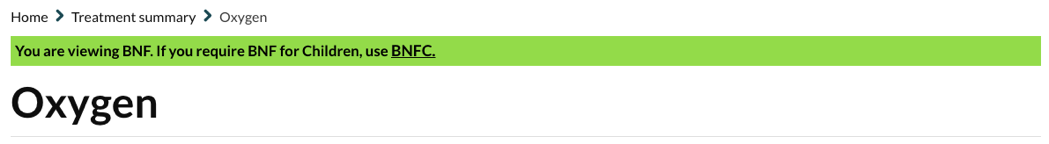 Home > Treatment summary > Oxygen
You are viewing BNF. If you require BNF for Children, use BNFC.
Oxygen